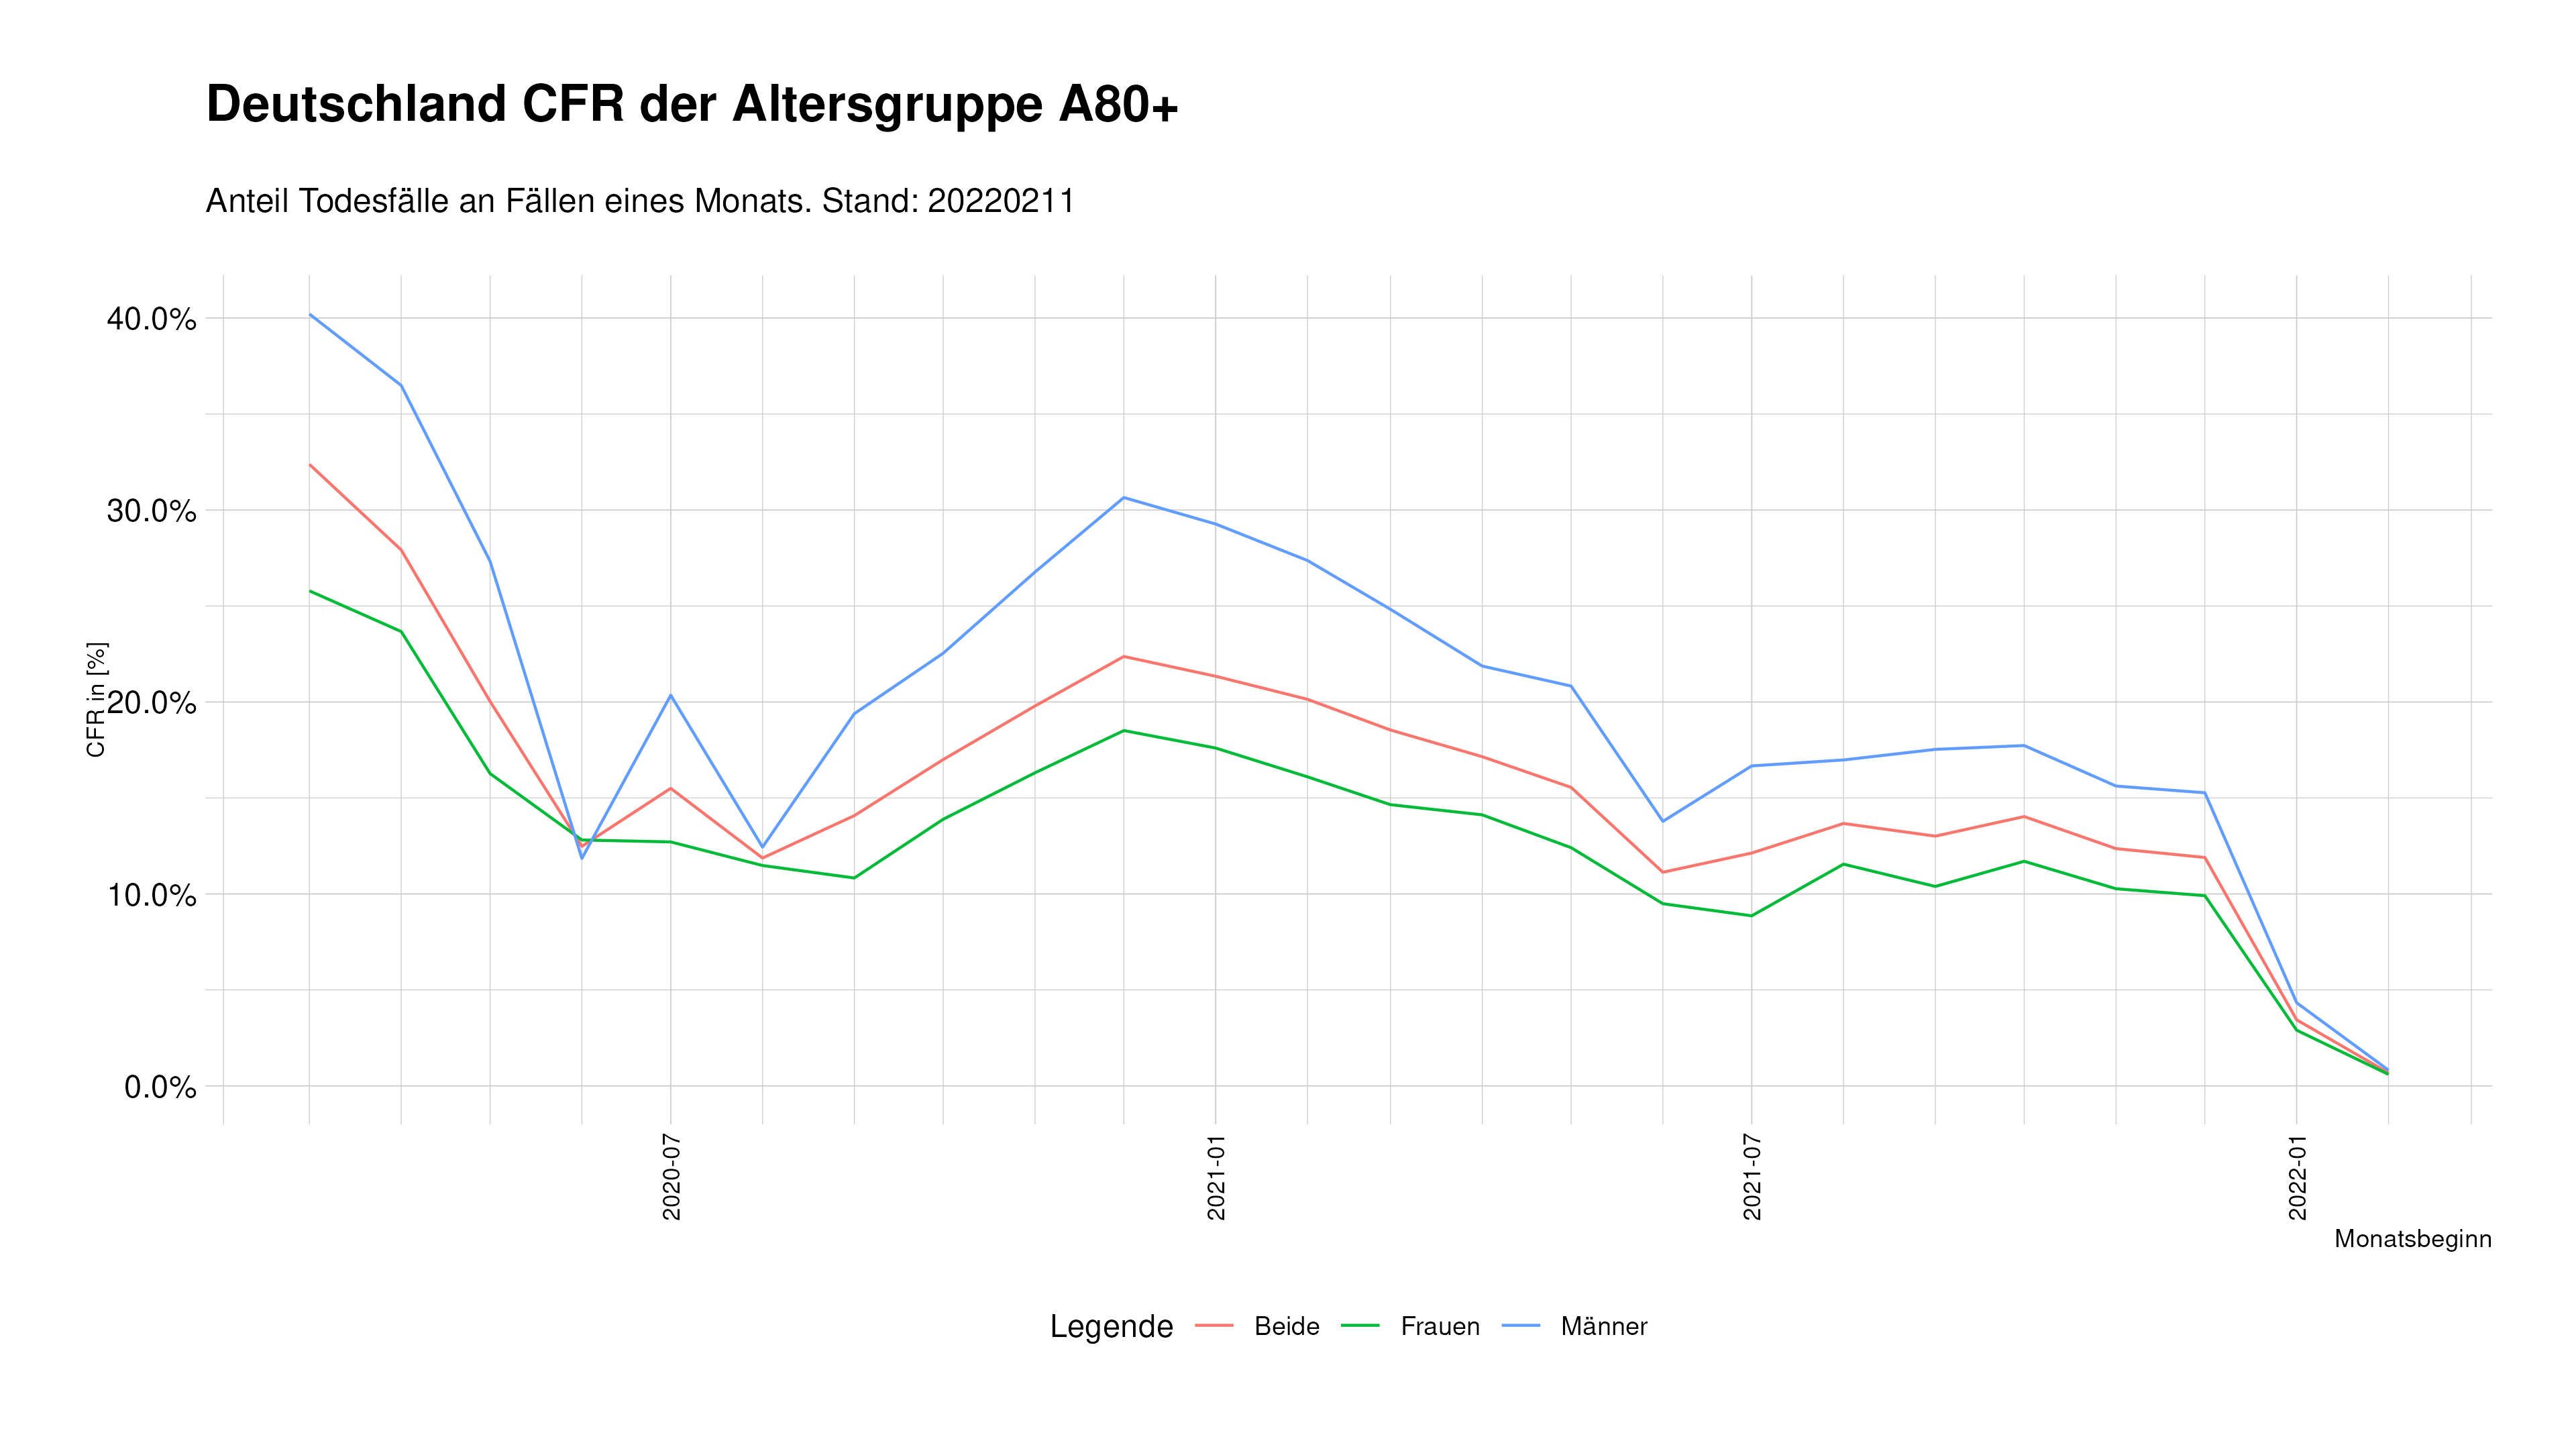 Deutschland CFR der Altersgruppe A80+
Anteil Todesfälle an Fällen eines Monats. Stand: 20220211
CFR in [%]
40.0%
30.0%
20.0%
10.0%
0.0%
2020-07
2021-01
2021-07
2022-01
Monatsbeginn
Legende Beide Frauen Männer